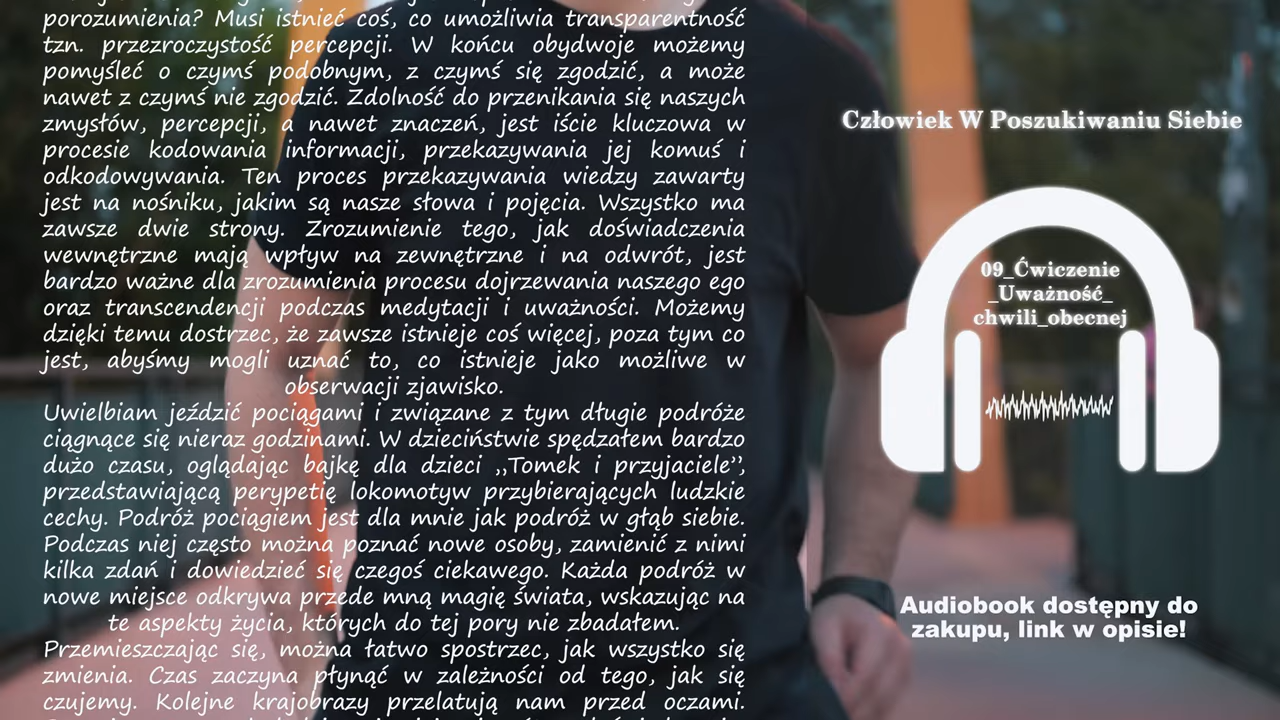 porozumienia? Musi istnieć coś, co umożliwia transparentność
tzn. przezroczystość percepcji. W końcu obydwoje możemy
pomyśleć o czymś podobnym, z czymś się zgodzić, a może
nawet z czymś nie zgodzić. Zdolność do przenikania się naszych
zmysłów, percepcji, a nawet znaczeń, jest iście kluczowa w
procesie kodowania informacji, przekazywania jej komuś i
odkodowywania. Ten proces przekazywania wiedzy zawarty
jest na nośniku, jakim są nasze słowa i pojęcia. Wszystko ma
zawsze dwie strony. Zrozumienie tego, jak doświadczenia
wewnętrzne mają wpływ na zewnętrzne i na odwrót, jest
bardzo ważne dla zrozumienia procesu dojrzewania naszego ego
oraz transcendencji podczas medytacji i uważności. Możemy
dzięki temu dostrzec, że zawsze istnieje coś więcej, poza tym co
jest, abyśmy mogli uznać to, co istnieje jako możliwe w
obserwacji zjawisko.
Uwielbiam jeździć pociągami i związane z tym długie podróże
ciągnące się nieraz godzinami. W dzieciństwie spędzałem bardzo
dużo czasu, oglądając bajkę dla dzieci „Tomek i przyjaciele”,
przedstawiającą perypetię lokomotyw przybierających ludzkie
cechy. Podróż pociągiem jest dla mnie jak podróż w głąb siebie.
Podczas niej często można poznać nowe osoby, zamienić z nimi
kilka zdań i dowiedzieć się czegoś ciekawego. Każda podróż w
nowe miejsce odkrywa przede mną magię świata, wskazując na
te aspekty życia, których do tej pory nie zbadałem.
Przemieszczając się, można łatwo spostrzec, jak wszystko się
zmienia. Czas zaczyna płynąć w zależności od tego, jak się
czujemy. Kolejne krajobrazy przelatują nam przed oczami.
Człowiek W Poszukiwaniu Siebie
09_Ćwiczenie
_Uważność_
chwili_obecnej
Audiobook dostępny do
zakupu, link w opisie!